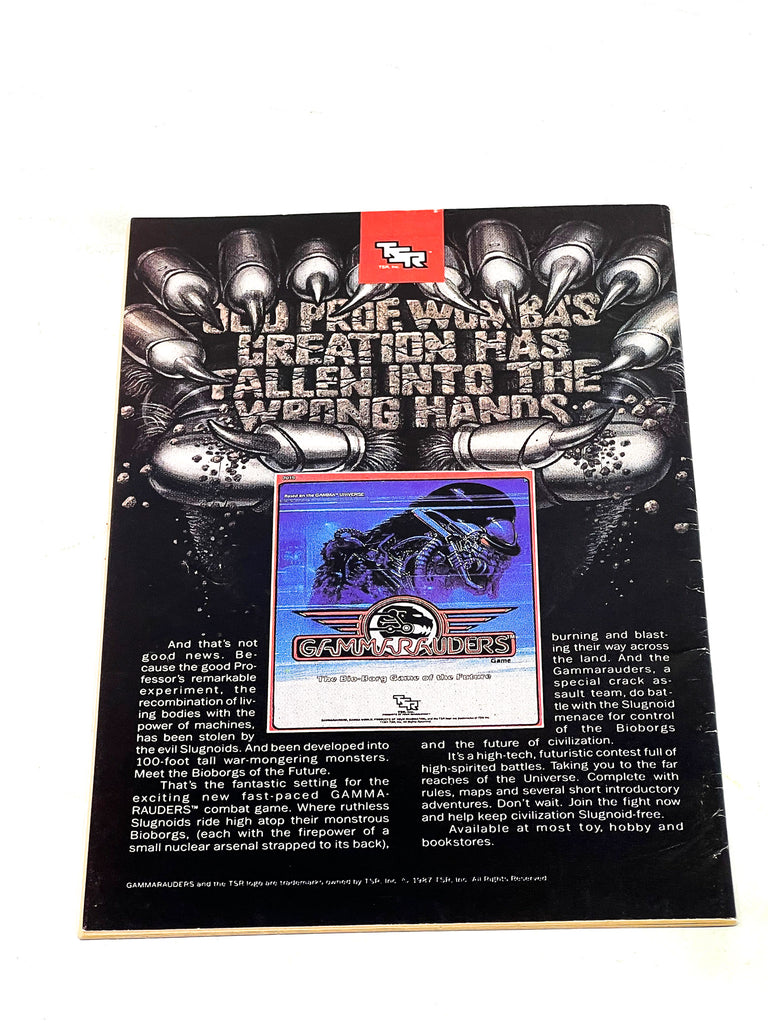 TSR
TSR, Inc.
OLD PROF. WOMBA'S
CREATION HAS
FALLEN INTO THE
WRONG HANDS.
Based on the GAMMA™ UNIVERSE
GAMMARAUDERS™
Game
The Bio-Borg Game of the Future
TSR
And that's not
good news. Be-
cause the good Pro-
fessor's remarkable
experiment, the
recombination of liv-
ing bodies with the
power of machines,
has been stolen by
the evil Slugnoids. And been developed into
100-foot tall war-mongering monsters.
Meet the Bioborgs of the Future.
That's the fantastic setting for the
exciting new fast-paced GAMMA-
RAUDERS™ combat game. Where ruthless
Slugnoids ride high atop their monstrous
Bioborgs, (each with the firepower of a
small nuclear arsenal strapped to its back),
burning and blast-
ing their way across
the land. And the
Gammarauders, a
special crack as-
sault team, do bat-
tle with the Slugnoid
menace for control
of the Bioborgs
and the future of civilization.
It's a high-tech, futuristic contest full of
high-spirited battles. Taking you to the far
reaches of the Universe. Complete with
rules, maps and several short introductory
adventures. Don't wait. Join the fight now
and help keep civilization Slugnoid-free.
Available at most toy, hobby and
bookstores.
GAMMARAUDERS and the TSR logo are trademarks owned by TSR, Inc. © 1987 TSR, Inc. All Rights Reserved